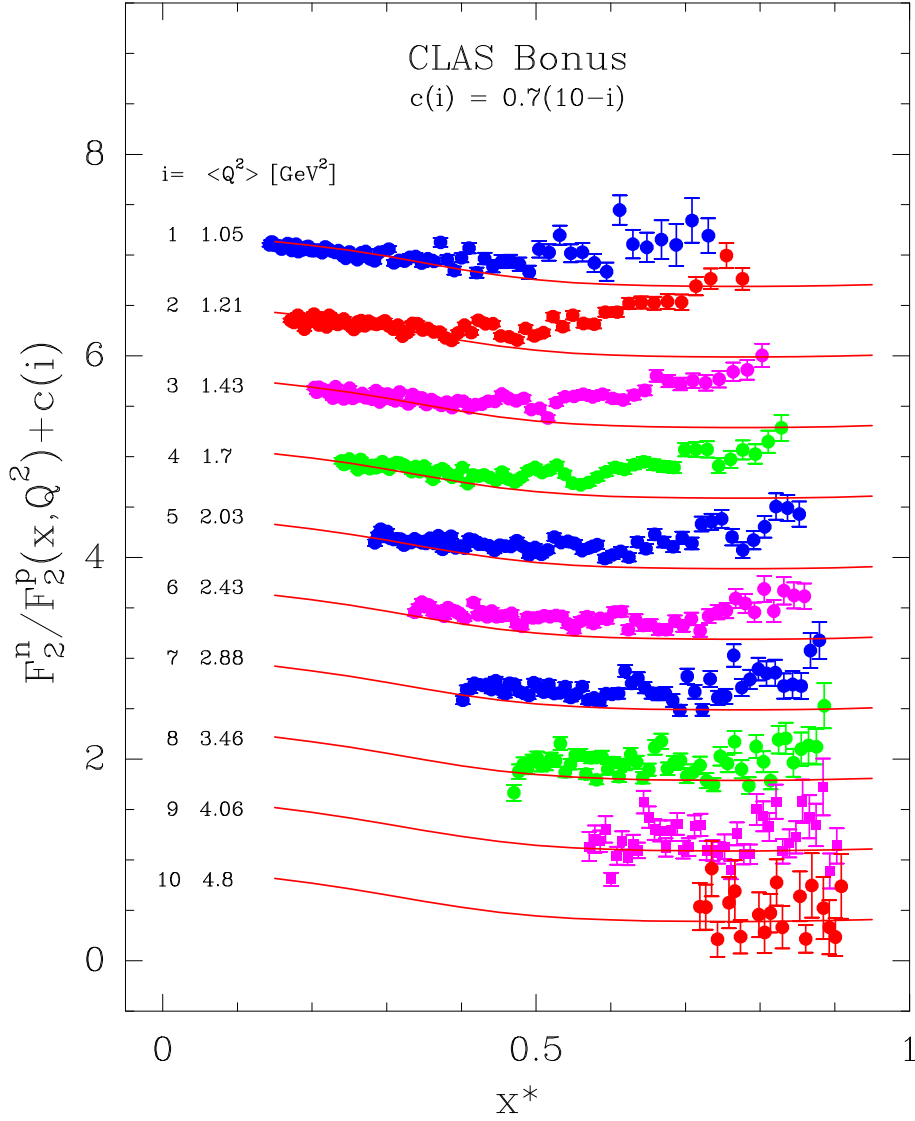 CLAS Bonus
c(i) = 0.7(10−i)
8
i= <Q²> [GeV²]
1 1.05
2 1.21
6
3 1.43
4 1.7
5 2.03
4
6 2.43
7 2.88
8 3.46
2
9 4.06
10 4.8
0
F₂ⁿ/F₂ᵖ(x,Q²)+c(i)
0 0.5 1
x*